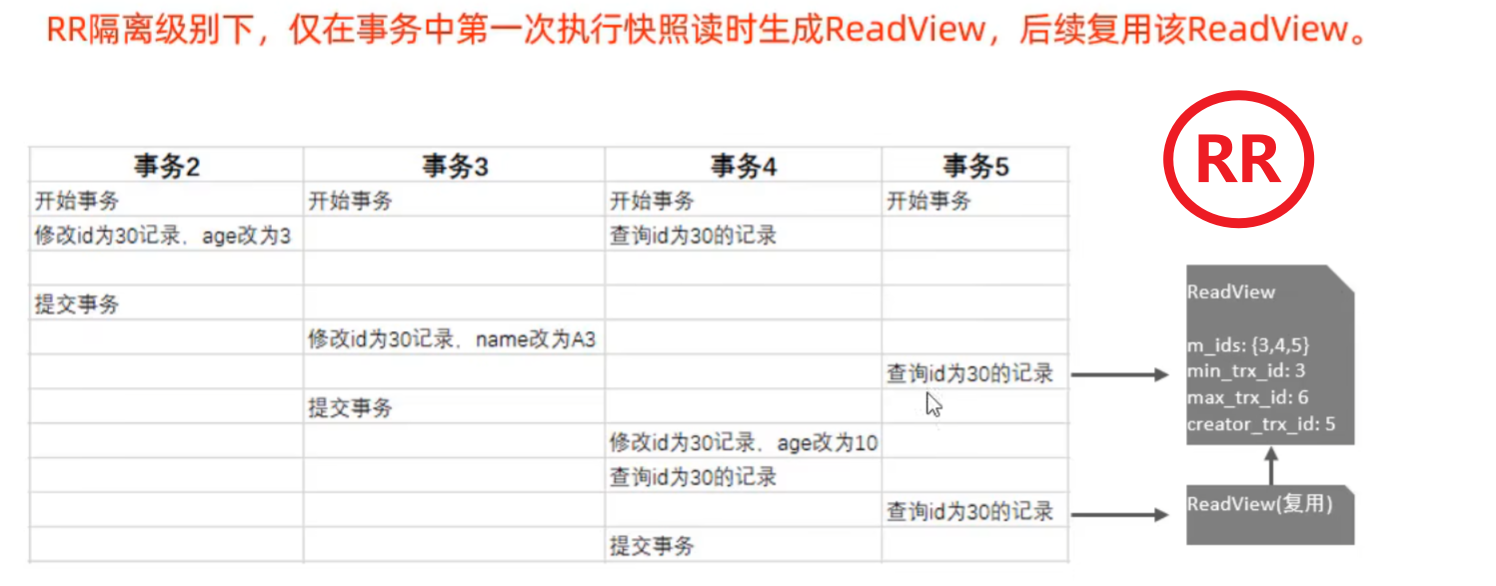 RR隔离级别下，仅在事务中第一次执行快照读时生成ReadView，后续复用该ReadView。
RR
事务2 事务3 事务4 事务5
开始事务 开始事务 开始事务 开始事务
修改id为30记录，age改为3 查询id为30的记录
提交事务
修改id为30记录，name改为A3
查询id为30的记录
提交事务
修改id为30记录，age改为10
查询id为30的记录
查询id为30的记录
提交事务
ReadView
m_ids: {3,4,5}
min_trx_id: 3
max_trx_id: 6
creator_trx_id: 5
ReadView(复用)